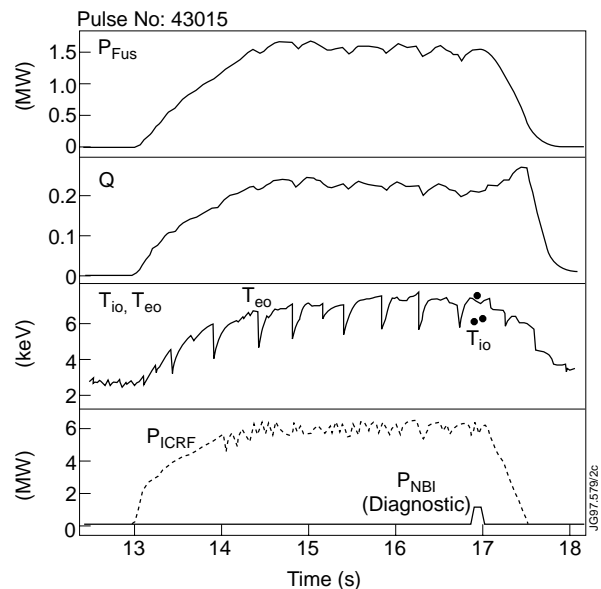 Pulse No: 43015
P_Fus
(MW)
1.5
1.0
0.5
0
Q
0.2
0.1
0
T_io, T_eo
T_eo
(keV)
6
4
2
T_io
P_ICRF
(MW)
6
4
2
0
P_NBI
(Diagnostic)
13 14 15 16 17 18
Time (s)
JG97.579/2c